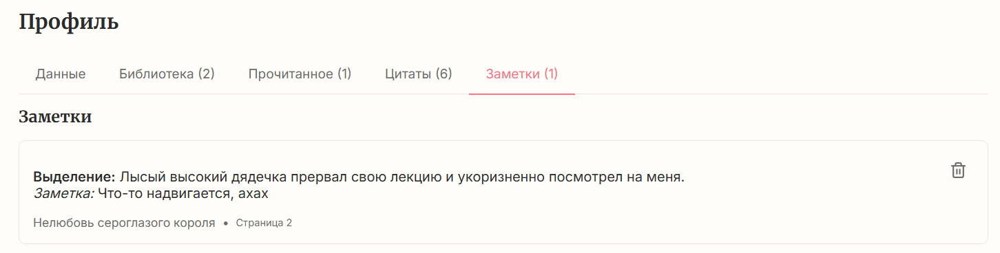 Профиль
Данные Библиотека (2) Прочитанное (1) Цитаты (6) Заметки (1)
Заметки
Выделение: Лысый высокий дядечка прервал свою лекцию и укоризненно посмотрел на меня.
Заметка: Что-то надвигается, ахах
Нелюбовь сероглазого короля • Страница 2